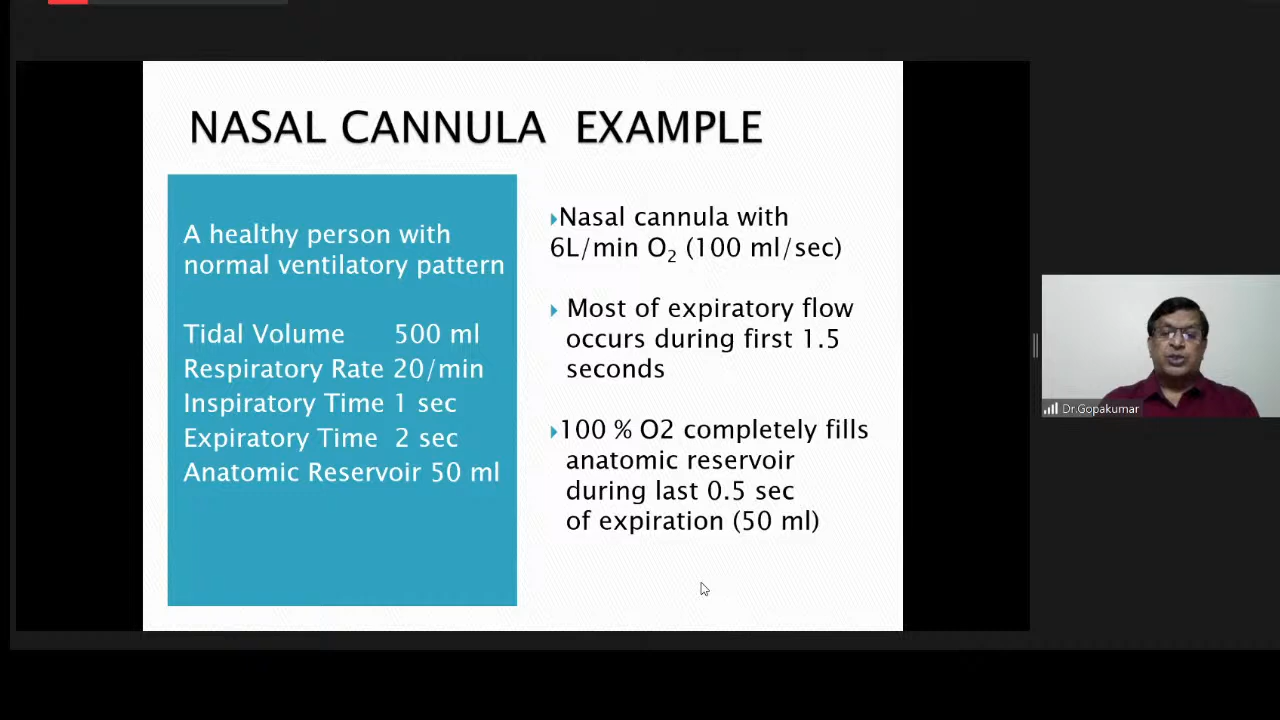 NASAL CANNULA EXAMPLE
A healthy person with
normal ventilatory pattern
Tidal Volume 500 ml
Respiratory Rate 20/min
Inspiratory Time 1 sec
Expiratory Time 2 sec
Anatomic Reservoir 50 ml
Nasal cannula with
6L/min O₂ (100 ml/sec)
Most of expiratory flow
occurs during first 1.5
seconds
100 % O2 completely fills
anatomic reservoir
during last 0.5 sec
of expiration (50 ml)
Dr.Gopakumar